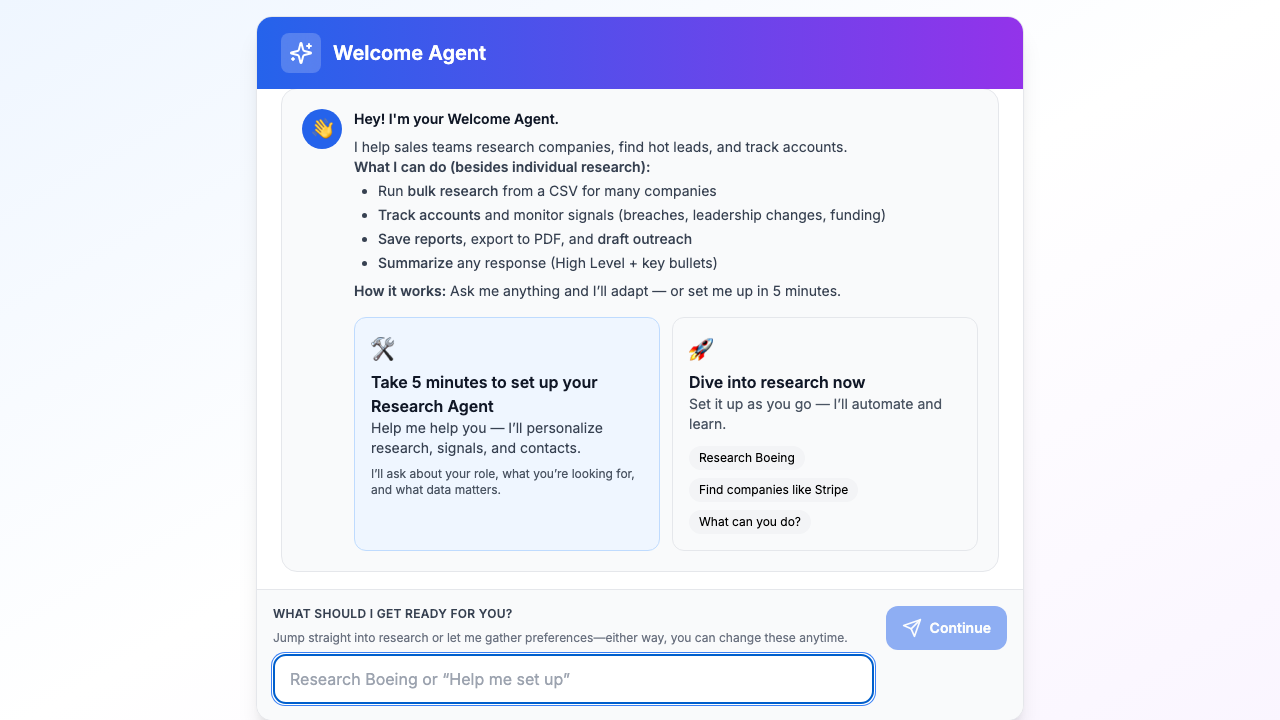 Welcome Agent
Hey! I'm your Welcome Agent.
I help sales teams research companies, find hot leads, and track accounts.
What I can do (besides individual research):
• Run bulk research from a CSV for many companies
• Track accounts and monitor signals (breaches, leadership changes, funding)
• Save reports, export to PDF, and draft outreach
• Summarize any response (High Level + key bullets)
How it works: Ask me anything and I’ll adapt — or set me up in 5 minutes.
Take 5 minutes to set up your
Research Agent
Help me help you — I’ll personalize
research, signals, and contacts.
I’ll ask about your role, what you’re looking for,
and what data matters.
Dive into research now
Set it up as you go — I’ll automate and
learn.
Research Boeing
Find companies like Stripe
What can you do?
WHAT SHOULD I GET READY FOR YOU?
Jump straight into research or let me gather preferences—either way, you can change these anytime.
Research Boeing or “Help me set up”
Continue